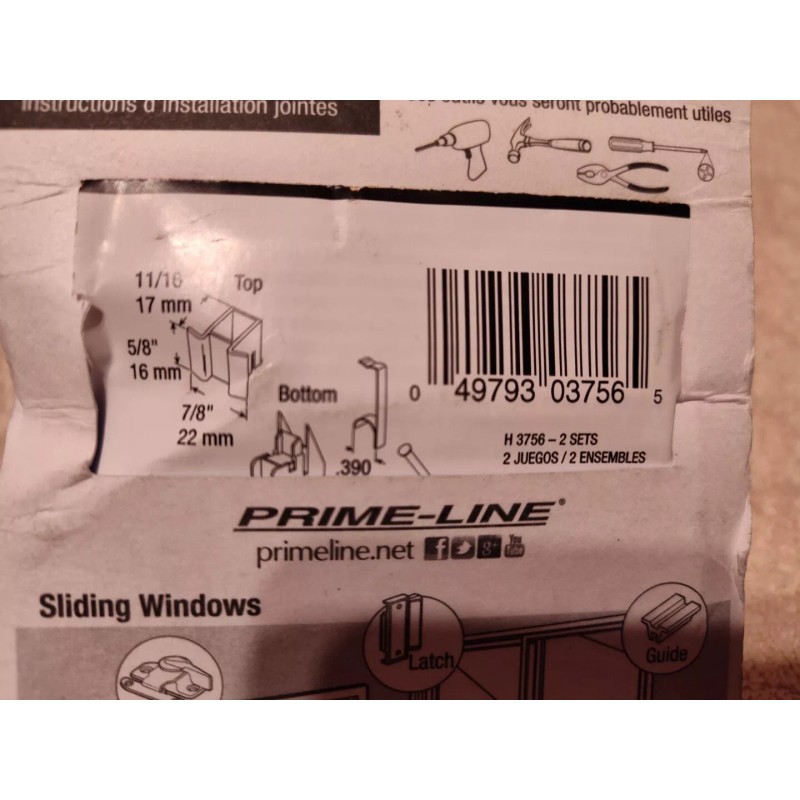 Instructions d'installation jointes
outils vous seront probablement utiles
11/16
17 mm
Top
5/8"
16 mm
7/8"
22 mm
Bottom
.390
0 49793 03756 5
H 3756 – 2 SETS
2 JUEGOS / 2 ENSEMBLES
PRIME-LINE®
primeline.net f g+ You Tube
Sliding Windows
Latch
Guide